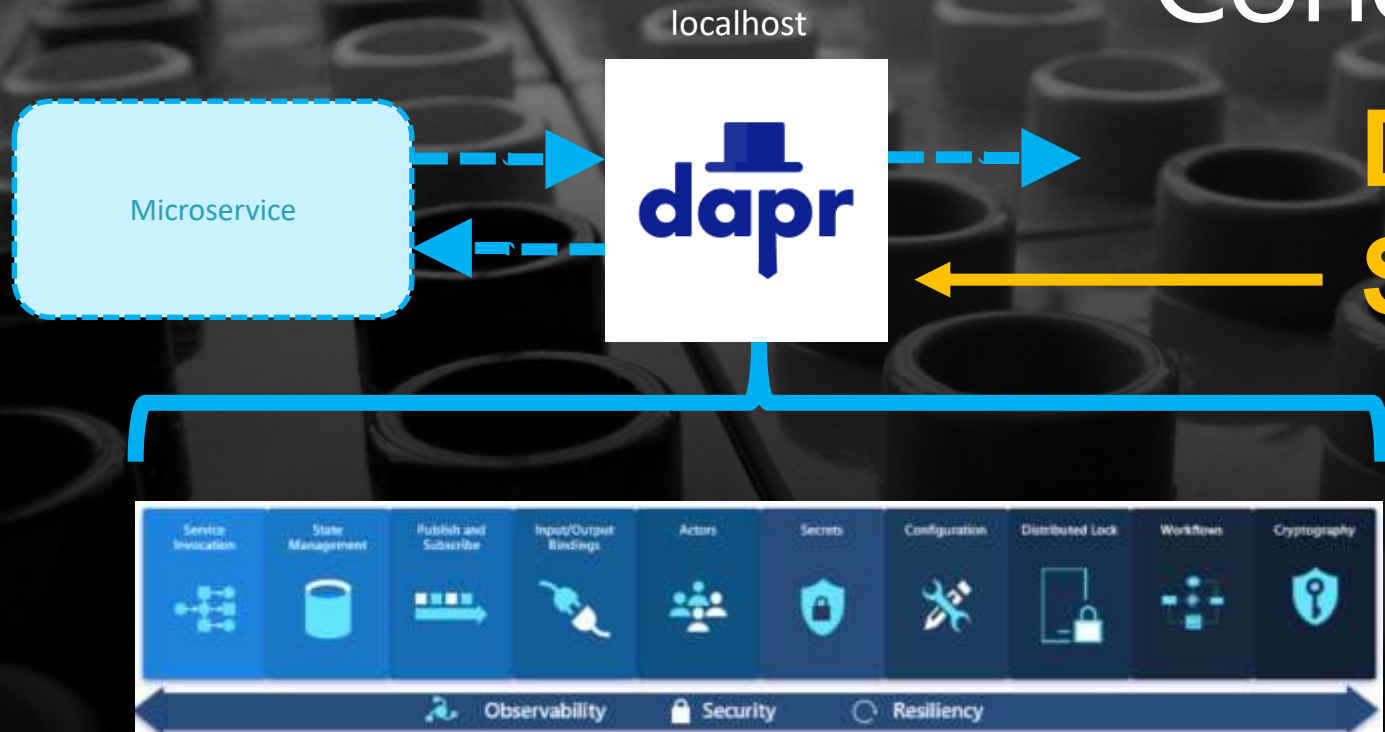 Conc
localhost
Microservice
dapr
D
S
Service Invocation
State Management
Publish and Subscribe
Input/Output Bindings
Actors
Secrets
Configuration
Distributed Lock
Workflows
Cryptography
Observability
Security
Resiliency